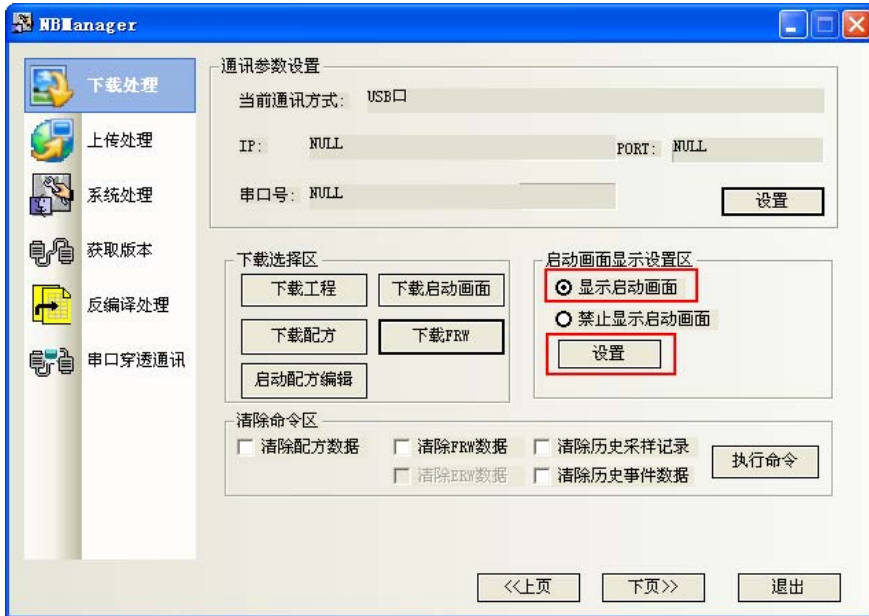 NBManager
下载处理
上传处理
系统处理
获取版本
反编译处理
串口穿透通讯
通讯参数设置
当前通讯方式: USB口
IP: NULL PORT: NULL
串口号: NULL 设置
下载选择区
下载工程 下载启动画面
下载配方 下载FRW
启动配方编辑
启动画面显示设置区
显示启动画面
禁止显示启动画面
设置
清除命令区
清除配方数据 清除FRW数据 清除历史采样记录 执行命令
清除ERW数据 清除历史事件数据
<<上页 下页>> 退出